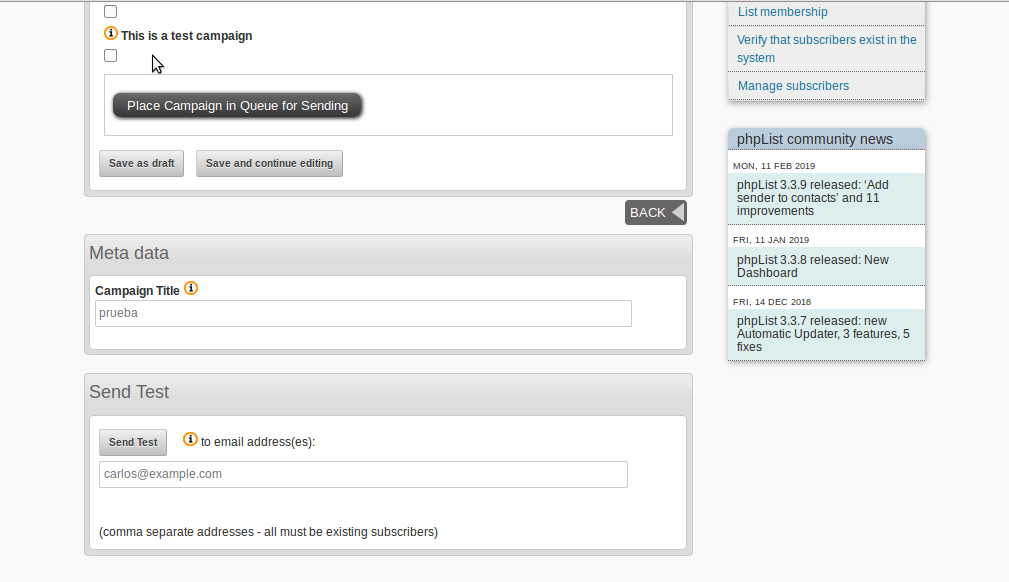 This is a test campaign
Place Campaign in Queue for Sending
Save as draft
Save and continue editing
BACK
Meta data
Campaign Title
prueba
Send Test
Send Test
to email address(es):
carlos@example.com
(comma separate addresses - all must be existing subscribers)
List membership
Verify that subscribers exist in the
system
Manage subscribers
phpList community news
MON, 11 FEB 2019
phpList 3.3.9 released: ‘Add
sender to contacts’ and 11
improvements
FRI, 11 JAN 2019
phpList 3.3.8 released: New
Dashboard
FRI, 14 DEC 2018
phpList 3.3.7 released: new
Automatic Updater, 3 features, 5
fixes